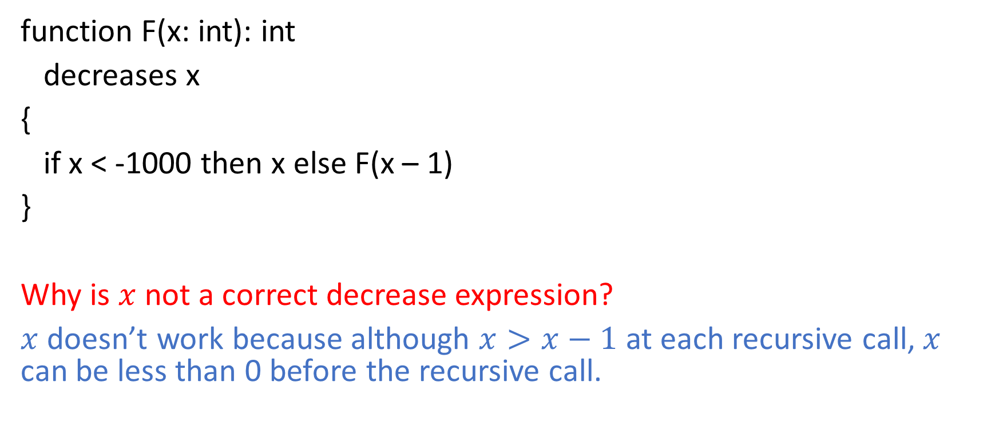 function F(x: int): int
decreases x
{
if x < -1000 then x else F(x – 1)
}
Why is 𝑥 not a correct decrease expression?
𝑥 doesn’t work because although 𝑥 > 𝑥 − 1 at each recursive call, 𝑥
can be less than 0 before the recursive call.